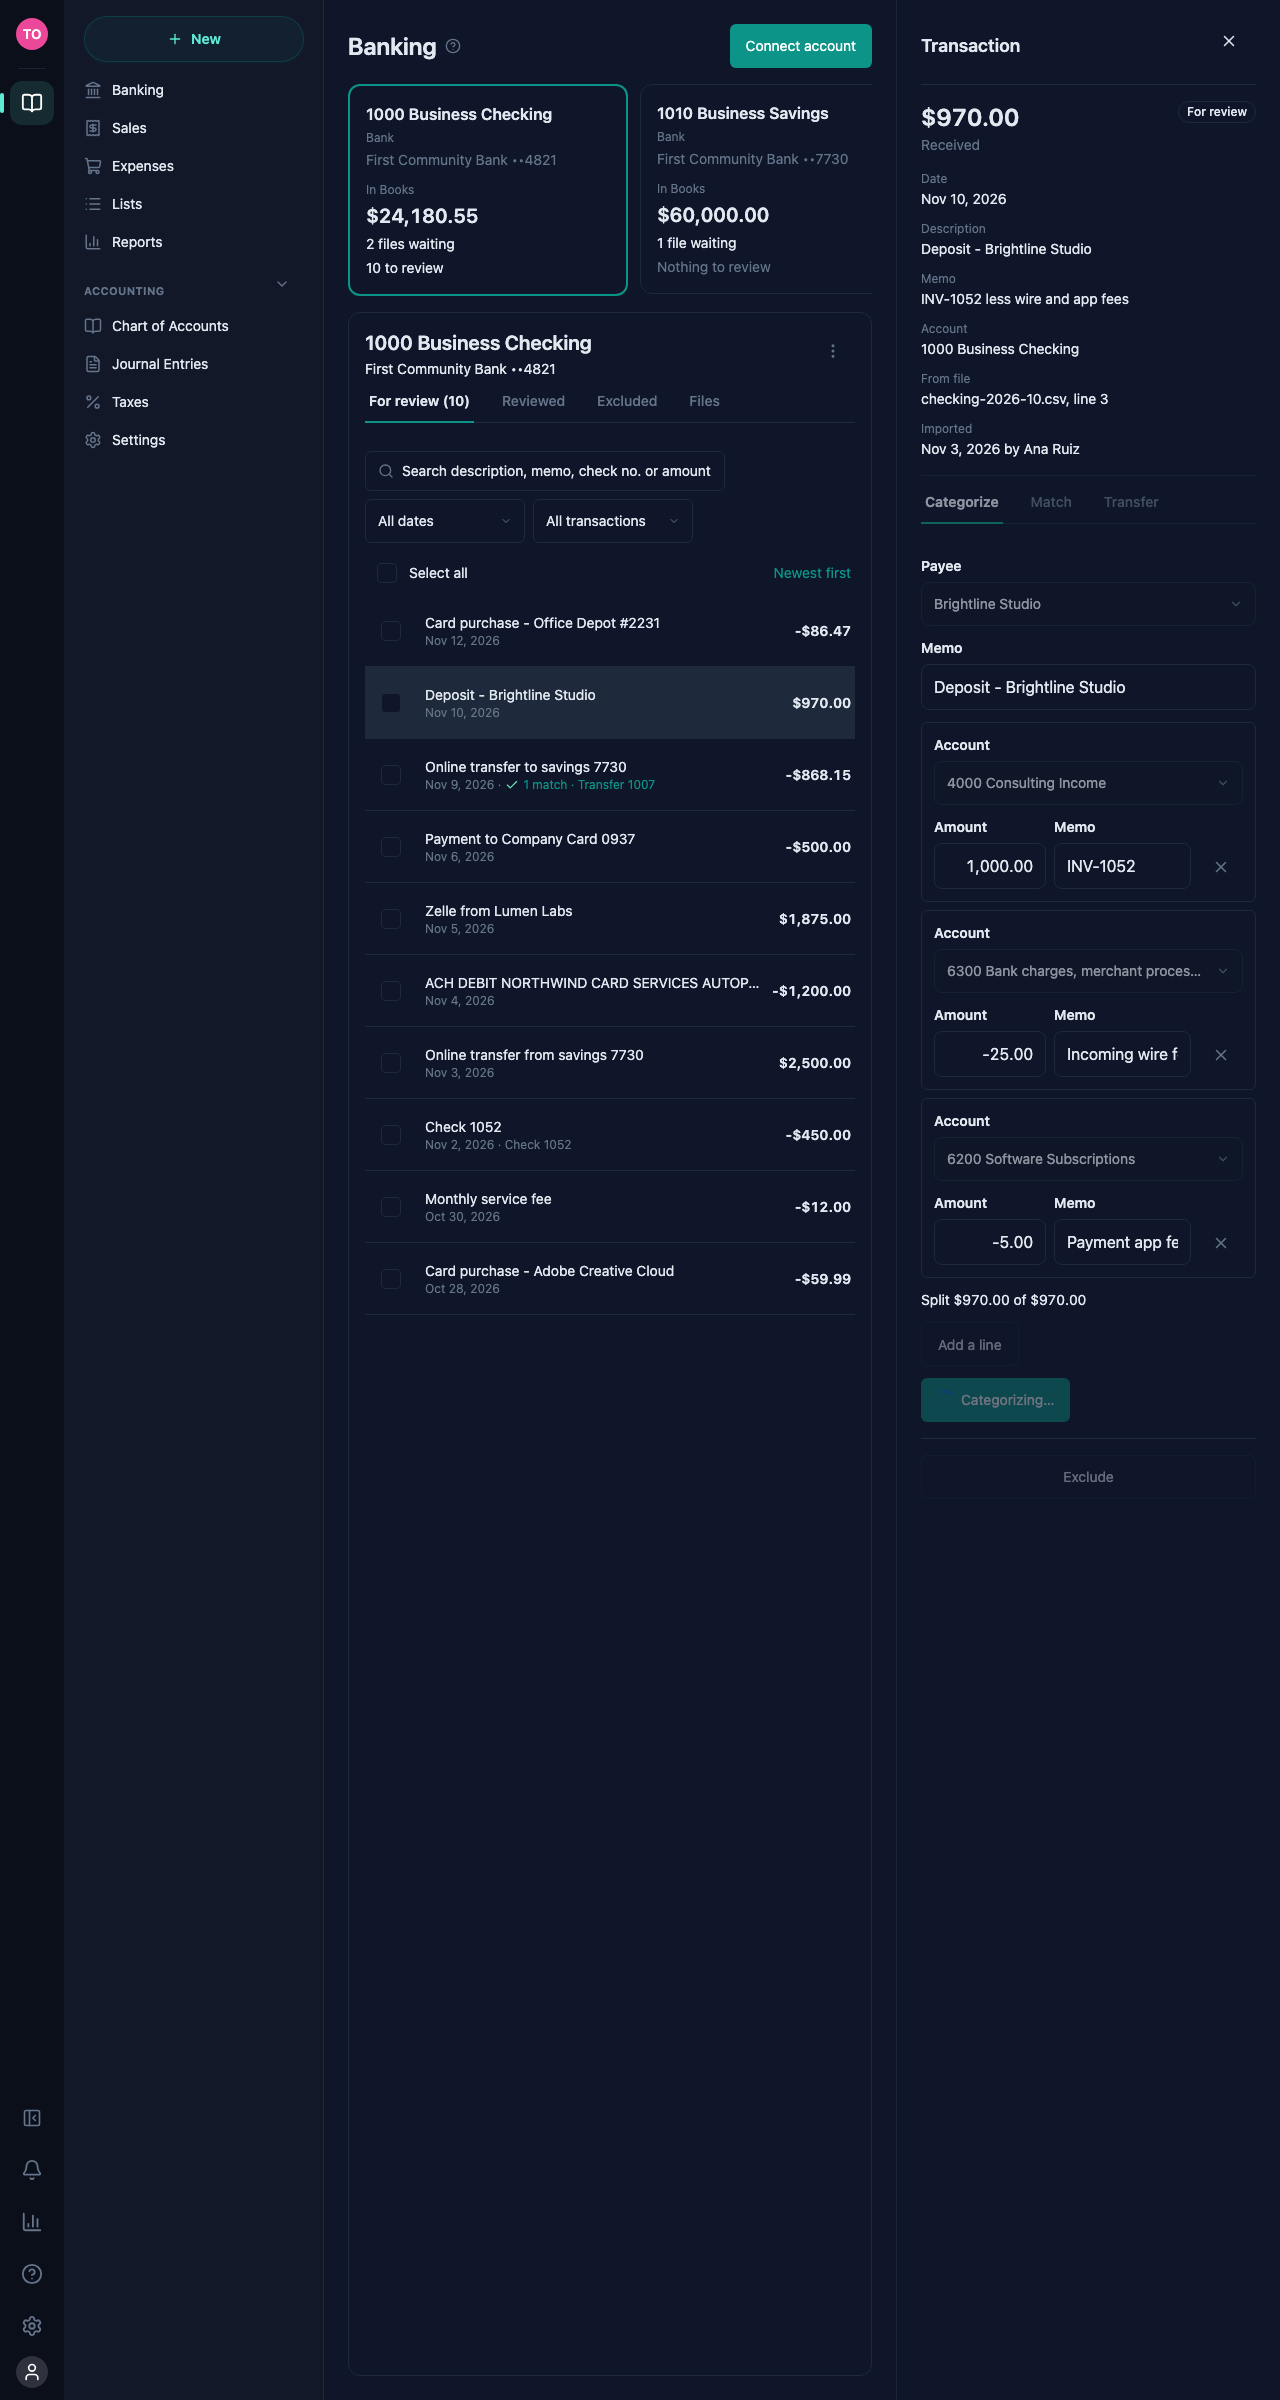 TO
New
Banking
Sales
Expenses
Lists
Reports
ACCOUNTING
Chart of Accounts
Journal Entries
Taxes
Settings
Banking
Connect account
1000 Business Checking
Bank
First Community Bank ••4821
In Books
$24,180.55
2 files waiting
10 to review
1010 Business Savings
Bank
First Community Bank ••7730
In Books
$60,000.00
1 file waiting
Nothing to review
1000 Business Checking
First Community Bank ••4821
For review (10)
Reviewed
Excluded
Files
Search description, memo, check no. or amount
All dates
All transactions
Select all
Newest first
Card purchase - Office Depot #2231
Nov 12, 2026
-$86.47
Deposit - Brightline Studio
Nov 10, 2026
$970.00
Online transfer to savings 7730
Nov 9, 2026 · 1 match · Transfer 1007
-$868.15
Payment to Company Card 0937
Nov 6, 2026
-$500.00
Zelle from Lumen Labs
Nov 5, 2026
$1,875.00
ACH DEBIT NORTHWIND CARD SERVICES AUTOP...
Nov 4, 2026
-$1,200.00
Online transfer from savings 7730
Nov 3, 2026
$2,500.00
Check 1052
Nov 2, 2026 · Check 1052
-$450.00
Monthly service fee
Oct 30, 2026
-$12.00
Card purchase - Adobe Creative Cloud
Oct 28, 2026
-$59.99
Transaction
$970.00
For review
Received
Date
Nov 10, 2026
Description
Deposit - Brightline Studio
Memo
INV-1052 less wire and app fees
Account
1000 Business Checking
From file
checking-2026-10.csv, line 3
Imported
Nov 3, 2026 by Ana Ruiz
Categorize
Match
Transfer
Payee
Brightline Studio
Memo
Deposit - Brightline Studio
Account
4000 Consulting Income
Amount
Memo
1,000.00
INV-1052
Account
6300 Bank charges, merchant proces...
Amount
Memo
-25.00
Incoming wire f
Account
6200 Software Subscriptions
Amount
Memo
-5.00
Payment app fe
Split $970.00 of $970.00
Add a line
Categorizing...
Exclude